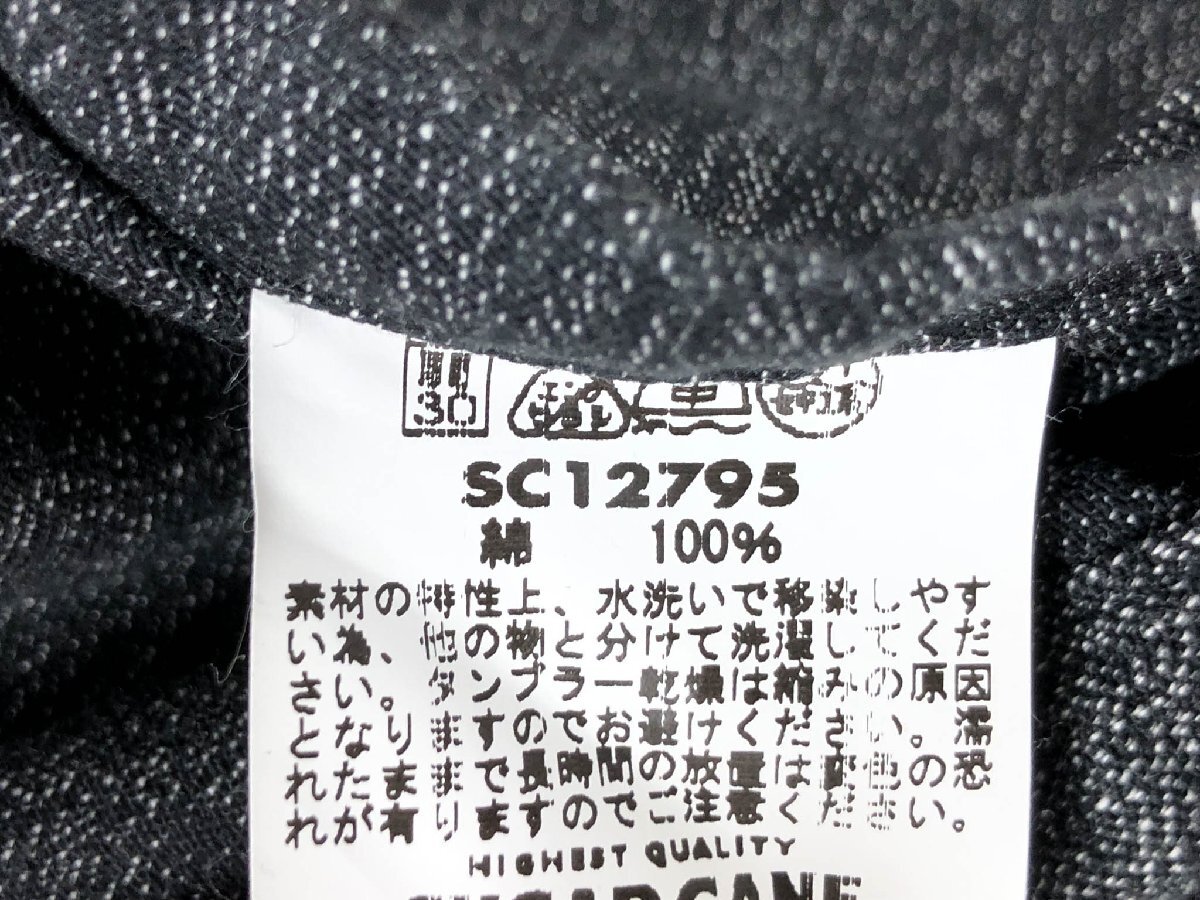 30
SC12795
綿 100%
素材の特性上、水洗いで移染しやす
い為、他の物と分けて洗濯してくだ
さい。タンブラー乾燥は縮みの原因
となりますのでお避けください。濡
れたままで長時間の放置は変色の恐
れが有りますのでご注意ください。
HIGHEST QUALITY
SUGAR CANE